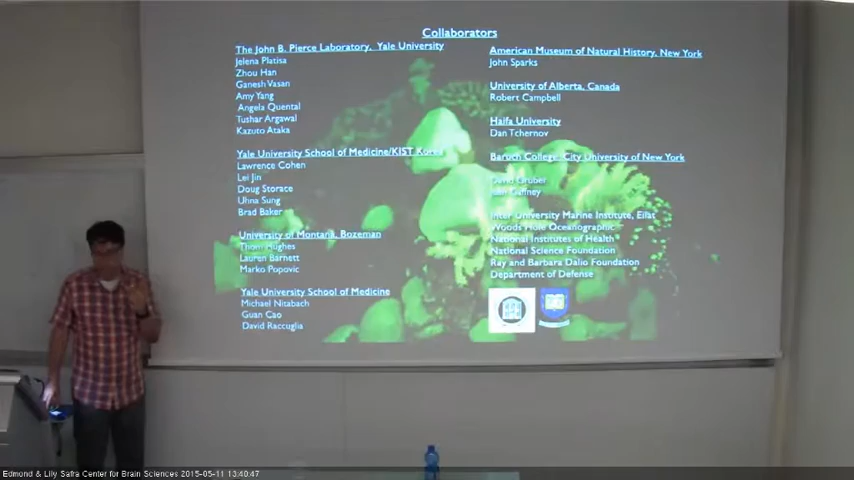 Collaborators
The John B. Pierce Laboratory, Yale University
Jelena Platisa
Zhou Han
Ganesh Vasan
Amy Yang
Angela Quental
Tushar Argawal
Kazuto Ataka
Yale University School of Medicine/KIST Korea
Lawrence Cohen
Lei Jin
Doug Storace
Uhna Sung
Brad Baker
University of Montana, Bozeman
Thom Hughes
Lauren Barnett
Marko Popovic
Yale University School of Medicine
Michael Nitabach
Guan Cao
David Raccuglia
American Museum of Natural History, New York
John Sparks
University of Alberta, Canada
Robert Campbell
Haifa University
Dan Tchernov
Baruch College, City University of New York
David Gruber
Gaffney
Inter University Marine Institute, Eilat
Woods Hole Oceanographic
National Institutes of Health
National Science Foundation
Ray and Barbara Dalio Foundation
Department of Defense
Edmond & Lily Safra Center for Brain Sciences 2015-05-11 13:40:47